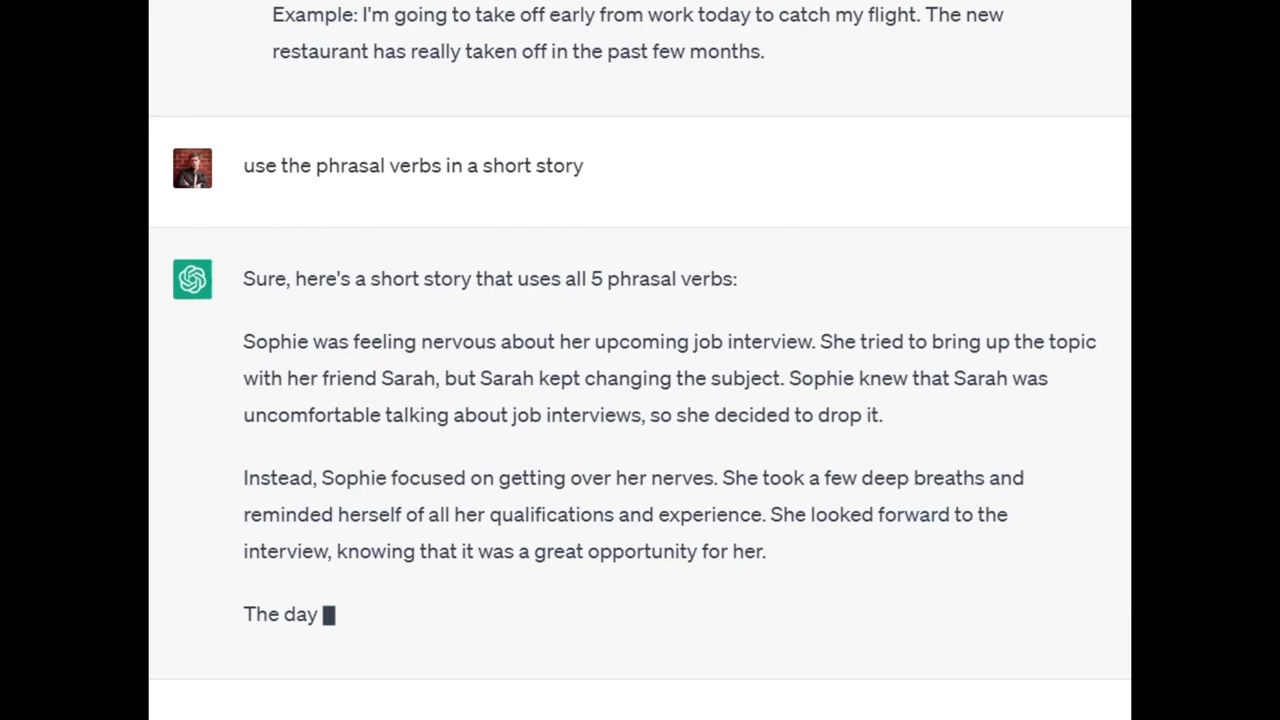 Example: I'm going to take off early from work today to catch my flight. The new
restaurant has really taken off in the past few months.
use the phrasal verbs in a short story
Sure, here's a short story that uses all 5 phrasal verbs:
Sophie was feeling nervous about her upcoming job interview. She tried to bring up the topic
with her friend Sarah, but Sarah kept changing the subject. Sophie knew that Sarah was
uncomfortable talking about job interviews, so she decided to drop it.
Instead, Sophie focused on getting over her nerves. She took a few deep breaths and
reminded herself of all her qualifications and experience. She looked forward to the
interview, knowing that it was a great opportunity for her.
The day